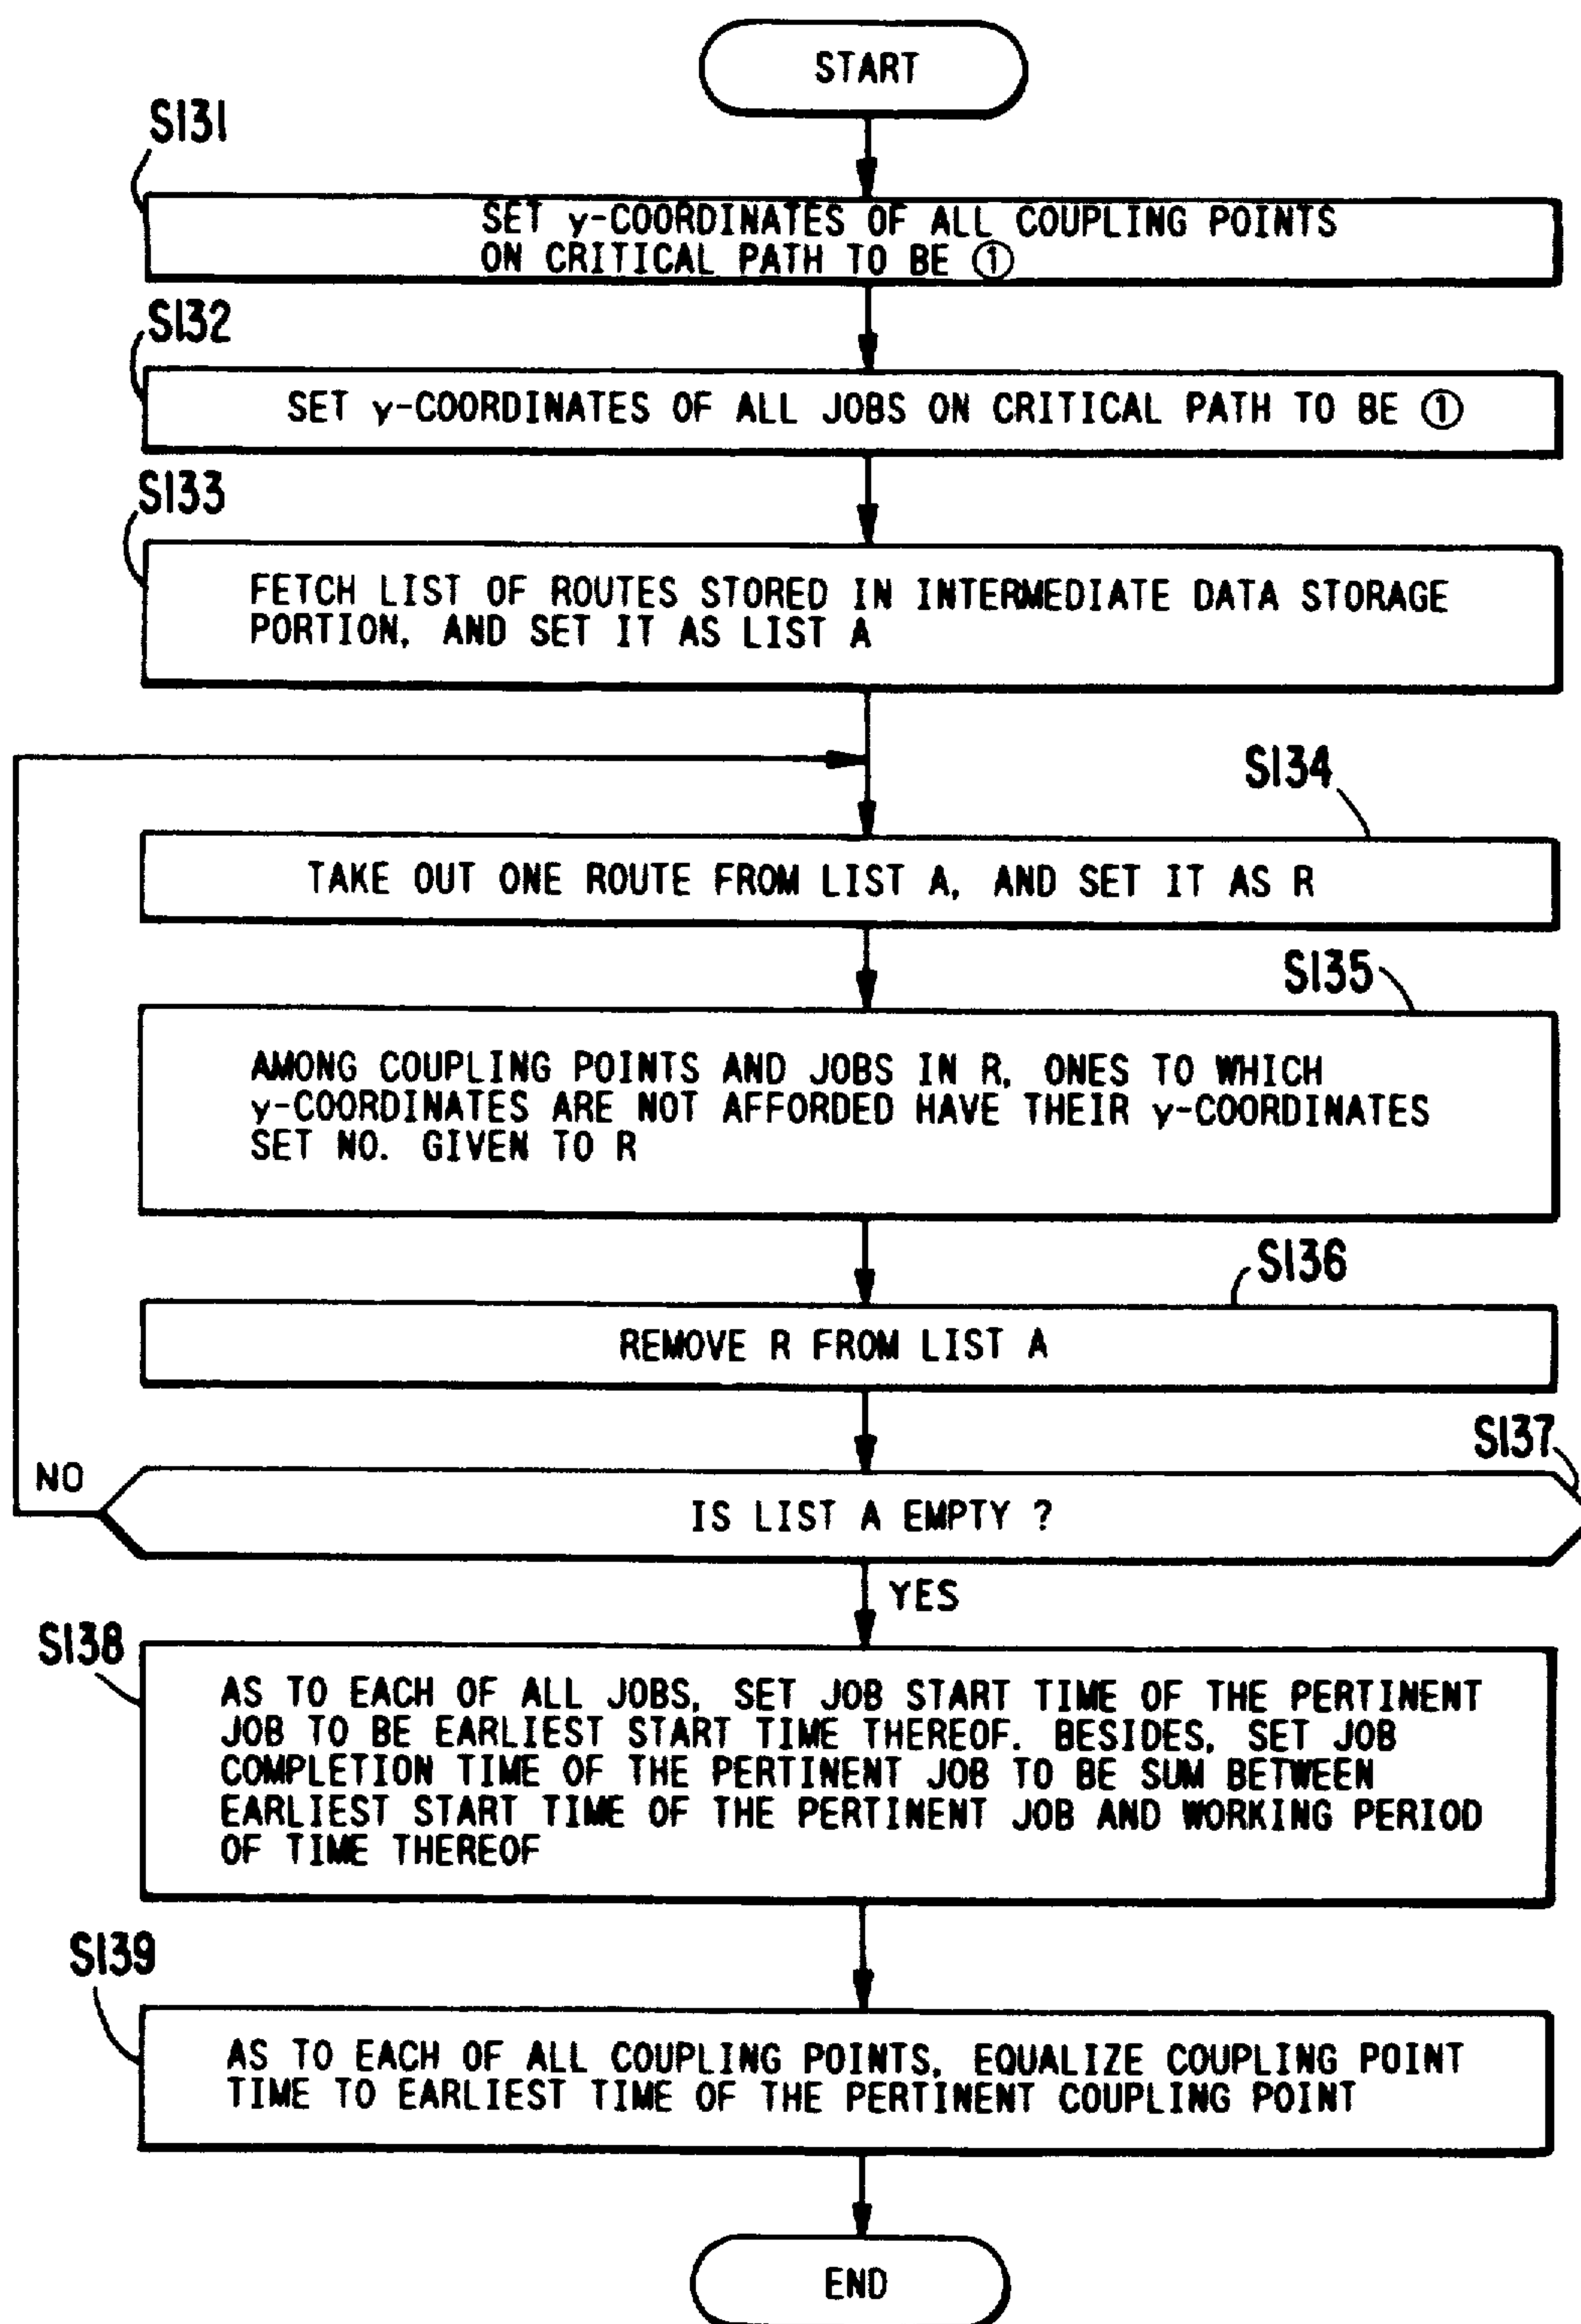 START
S131
SET y-COORDINATES OF ALL COUPLING POINTS
ON CRITICAL PATH TO BE ①
S132
SET y-COORDINATES OF ALL JOBS ON CRITICAL PATH TO BE ①
S133
FETCH LIST OF ROUTES STORED IN INTERMEDIATE DATA STORAGE
PORTION, AND SET IT AS LIST A
S134
TAKE OUT ONE ROUTE FROM LIST A, AND SET IT AS R
S135
AMONG COUPLING POINTS AND JOBS IN R, ONES TO WHICH
y-COORDINATES ARE NOT AFFORDED HAVE THEIR y-COORDINATES
SET NO. GIVEN TO R
S136
REMOVE R FROM LIST A
S137
NO
IS LIST A EMPTY ?
YES
S138
AS TO EACH OF ALL JOBS, SET JOB START TIME OF THE PERTINENT
JOB TO BE EARLIEST START TIME THEREOF. BESIDES, SET JOB
COMPLETION TIME OF THE PERTINENT JOB TO BE SUM BETWEEN
EARLIEST START TIME OF THE PERTINENT JOB AND WORKING PERIOD
OF TIME THEREOF
S139
AS TO EACH OF ALL COUPLING POINTS, EQUALIZE COUPLING POINT
TIME TO EARLIEST TIME OF THE PERTINENT COUPLING POINT
END